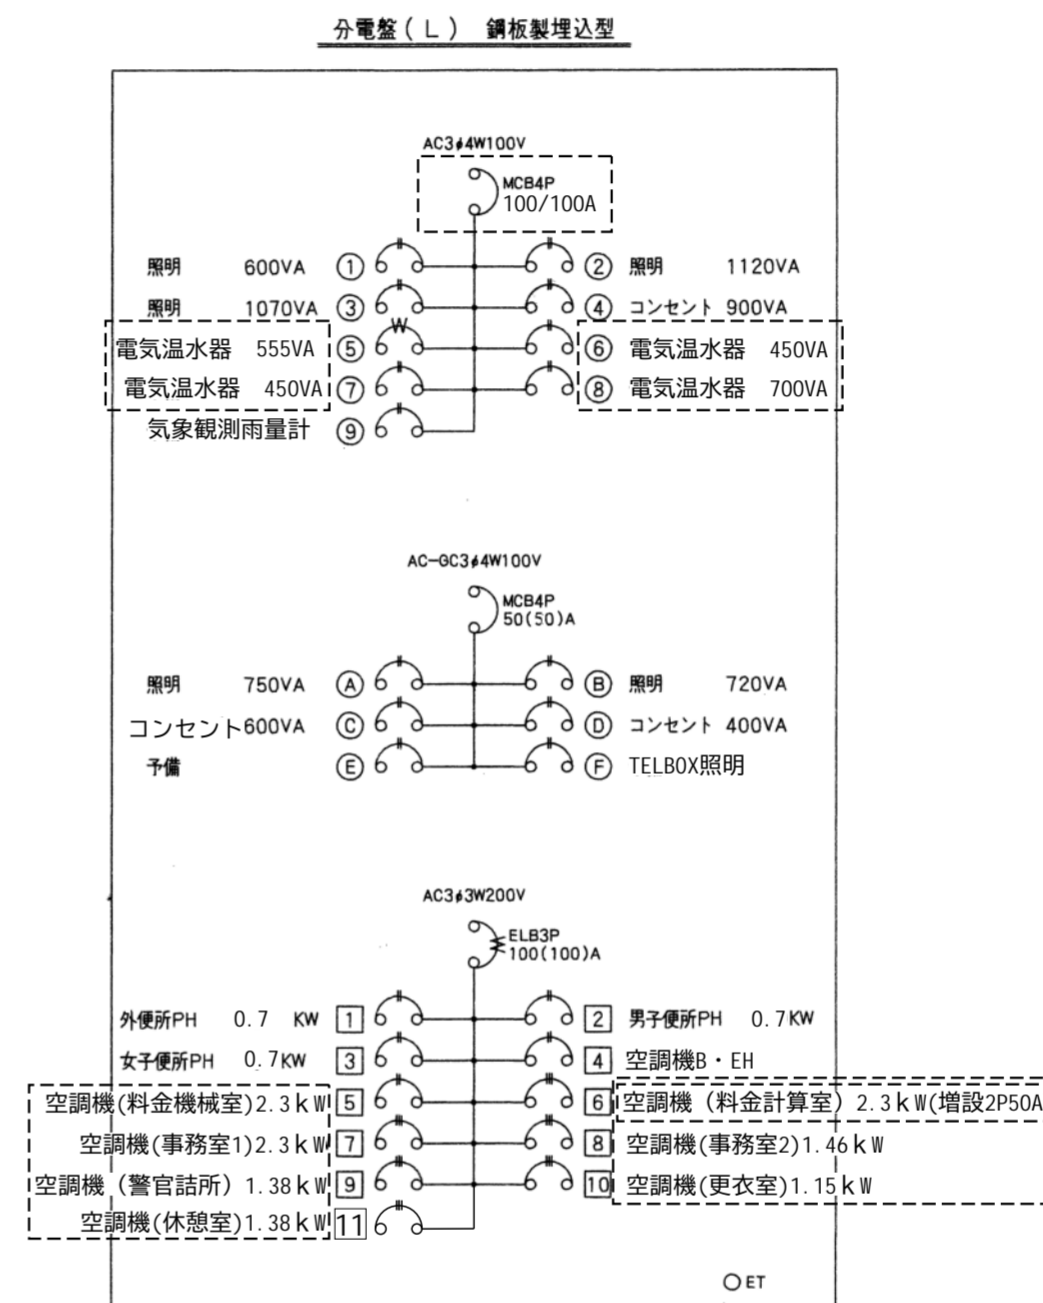 分電盤(L) 鋼板製埋込型
AC3φ4W100V
MCB4P
100/100A
照明 600VA ① ② 照明 1120VA
照明 1070VA ③ ④ コンセント 900VA
W
電気温水器 555VA ⑤ ⑥ 電気温水器 450VA
電気温水器 450VA ⑦ ⑧ 電気温水器 700VA
気象観測雨量計 ⑨
AC-GC3φ4W100V
MCB4P
50(50)A
照明 750VA Ⓐ Ⓑ 照明 720VA
コンセント600VA Ⓒ Ⓓ コンセント 400VA
予備 Ⓔ Ⓕ TELBOX照明
AC3φ3W200V
ELB3P
100(100)A
外便所PH 0.7 KW 1 2 男子便所PH 0.7KW
女子便所PH 0.7KW 3 4 空調機B・EH
空調機(料金機械室)2.3kW 5 6 空調機(料金計算室)2.3kW(増設2P50A
空調機(事務室1)2.3kW 7 8 空調機(事務室2)1.46kW
空調機(警官詰所)1.38kW 9 10 空調機(更衣室)1.15kW
空調機(休憩室)1.38kW 11
ET